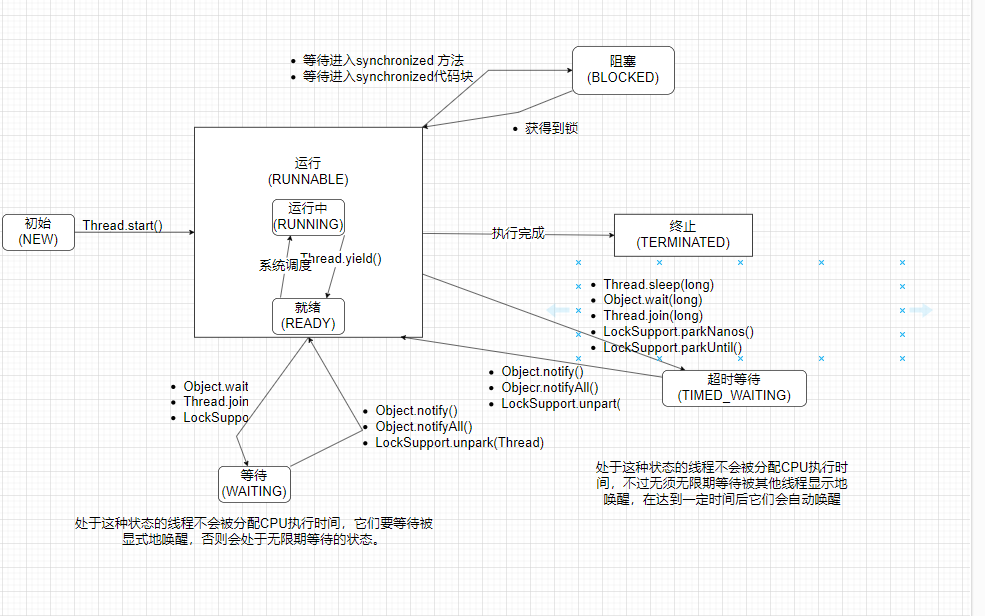 等待进入synchronized 方法
等待进入synchronized代码块
阻塞
(BLOCKED)
获得到锁
运行
(RUNNABLE)
运行中
(RUNNING)
初始
(NEW)
Thread.start()
系统调度
Thread.yield()
就绪
(READY)
执行完成
终止
(TERMINATED)
Thread.sleep(long)
Object.wait(long)
Thread.join(long)
LockSupport.parkNanos()
LockSupport.parkUntil()
Object.notify()
Objecr.notifyAll()
LockSupport.unpart(
超时等待
(TIMED_WAITING)
Object.wait
Thread.join
LockSuppo
Object.notify()
Object.notifyAll()
LockSupport.unpark(Thread)
等待
(WAITING)
处于这种状态的线程不会被分配CPU执行时
间，不过无须无限期等待被其他线程显示地
唤醒，在达到一定时间后它们会自动唤醒
处于这种状态的线程不会被分配CPU执行时间，它们要等待被
显式地唤醒，否则会处于无限期等待的状态。